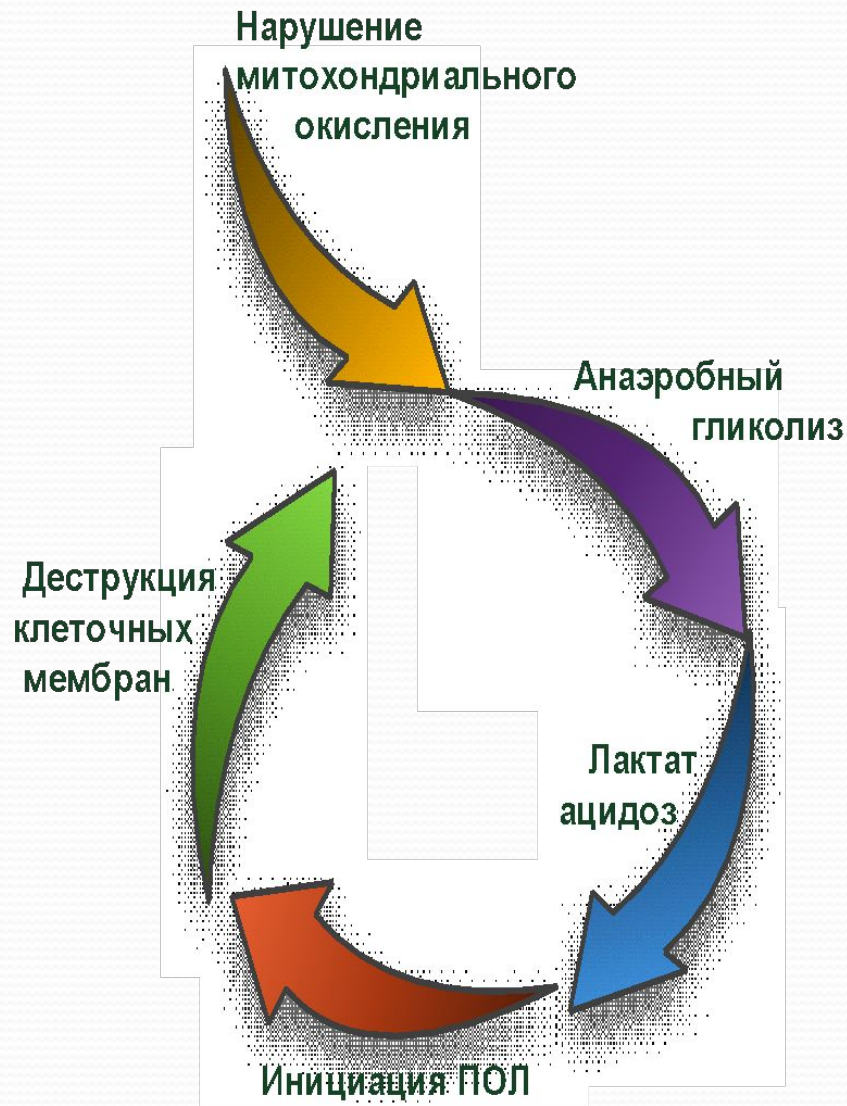 Нарушение
митохондриального
окисления
Анаэробный
гликолиз
Лактат
ацидоз
Инициация ПОЛ
Деструкция
клеточных
мембран